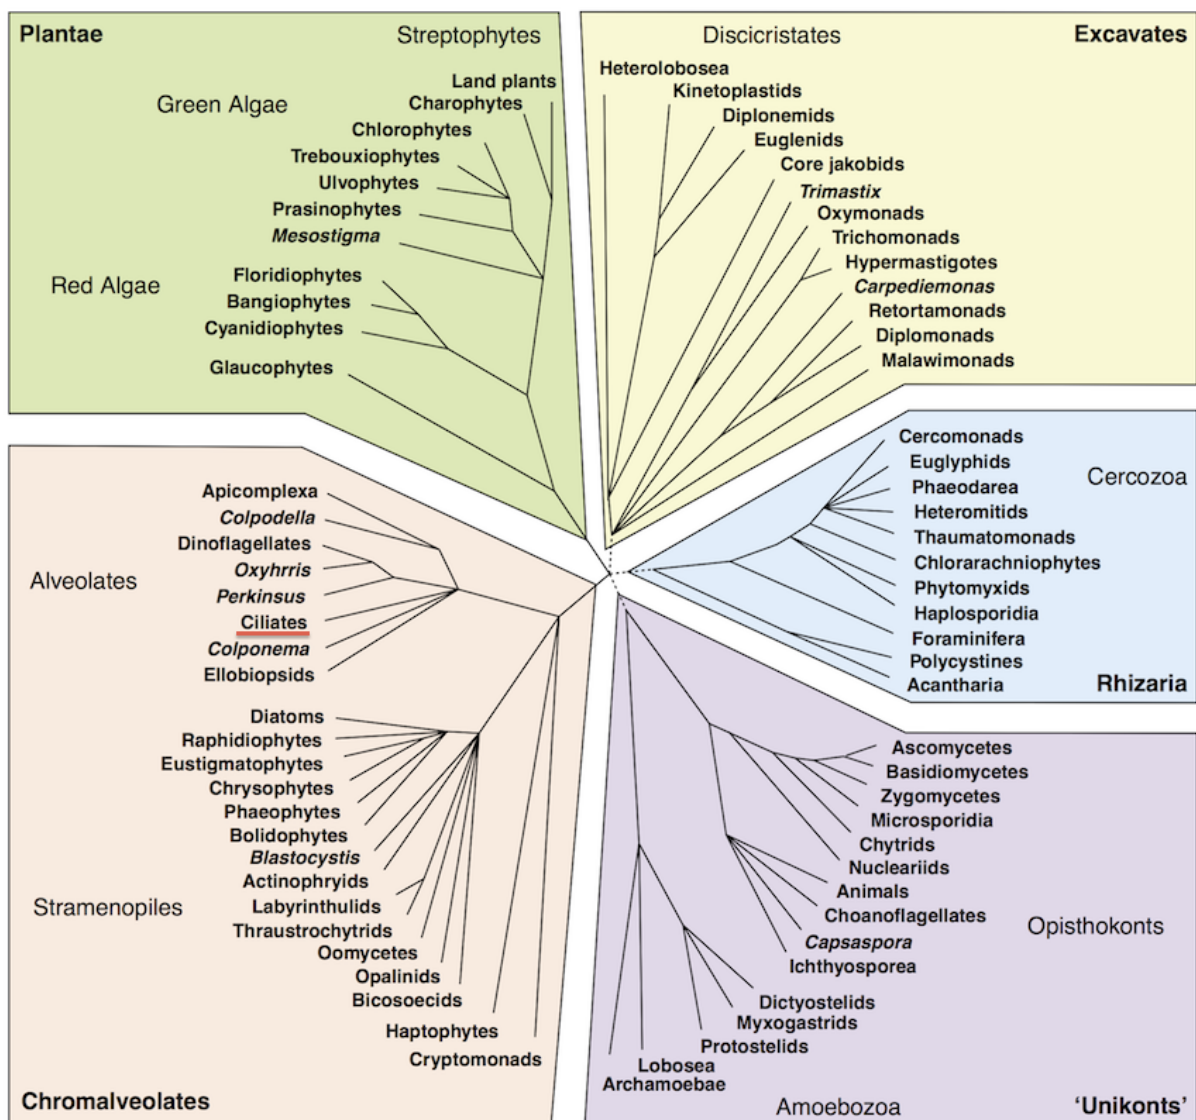 Plantae
Streptophytes
Land plants
Green Algae
Charophytes
Chlorophytes
Trebouxiophytes
Ulvophytes
Prasinophytes
Mesostigma
Red Algae
Floridiophytes
Bangiophytes
Cyanidiophytes
Glaucophytes
Discicristates
Excavates
Heterolobosea
Kinetoplastids
Diplonemids
Euglenids
Core jakobids
Trimastix
Oxymonads
Trichomonads
Hypermastigotes
Carpediemonas
Retortamonads
Diplomonads
Malawimonads
Cercomonads
Euglyphids
Cercozoa
Phaeodarea
Heteromitids
Thaumatomonads
Chlorarachniophytes
Phytomyxids
Haplosporidia
Foraminifera
Polycystines
Acantharia
Rhizaria
Apicomplexa
Colpodella
Dinoflagellates
Alveolates
Oxyhrris
Perkinsus
Ciliates
Colponema
Ellobiopsids
Diatoms
Raphidiophytes
Eustigmatophytes
Chrysophytes
Phaeophytes
Bolidophytes
Blastocystis
Actinophryids
Stramenopiles
Labyrinthulids
Thraustrochytrids
Oomycetes
Opalinids
Bicosoecids
Haptophytes
Cryptomonads
Chromalveolates
Ascomycetes
Basidiomycetes
Zygomycetes
Microsporidia
Chytrids
Nucleariids
Animals
Choanoflagellates
Opisthokonts
Capsaspora
Ichthyosporea
Dictyostelids
Myxogastrids
Protostelids
Lobosea
Archamoebae
Amoebozoa
'Unikonts'